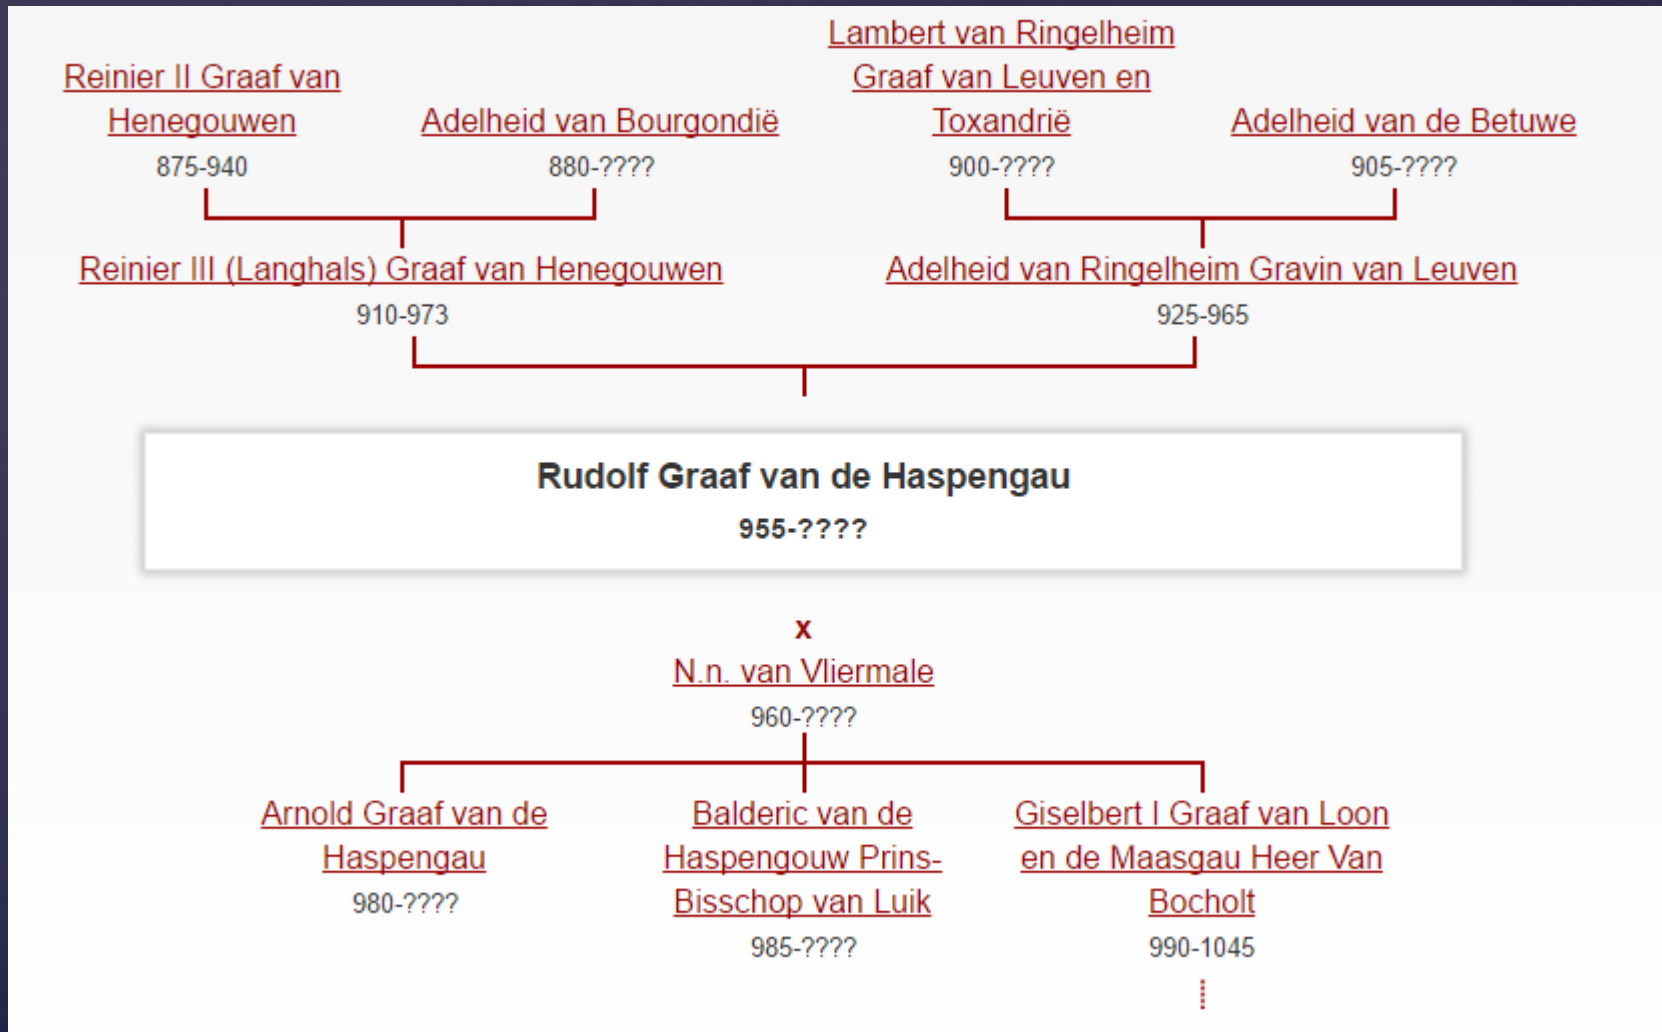 Lambert van Ringelheim
Reinier II Graaf van
Graaf van Leuven en
Henegouwen
Adelheid van Bourgondië
Toxandrië
Adelheid van de Betuwe
875-940
880-????
900-????
905-????
Reinier III (Langhals) Graaf van Henegouwen
Adelheid van Ringelheim Gravin van Leuven
910-973
925-965
Rudolf Graaf van de Haspengau
955-????
x
N.n. van Vliermale
960-????
Arnold Graaf van de
Haspengau
980-????
Balderic van de
Haspengouw Prins-
Bisschop van Luik
985-????
Giselbert I Graaf van Loon
en de Maasgau Heer Van
Bocholt
990-1045